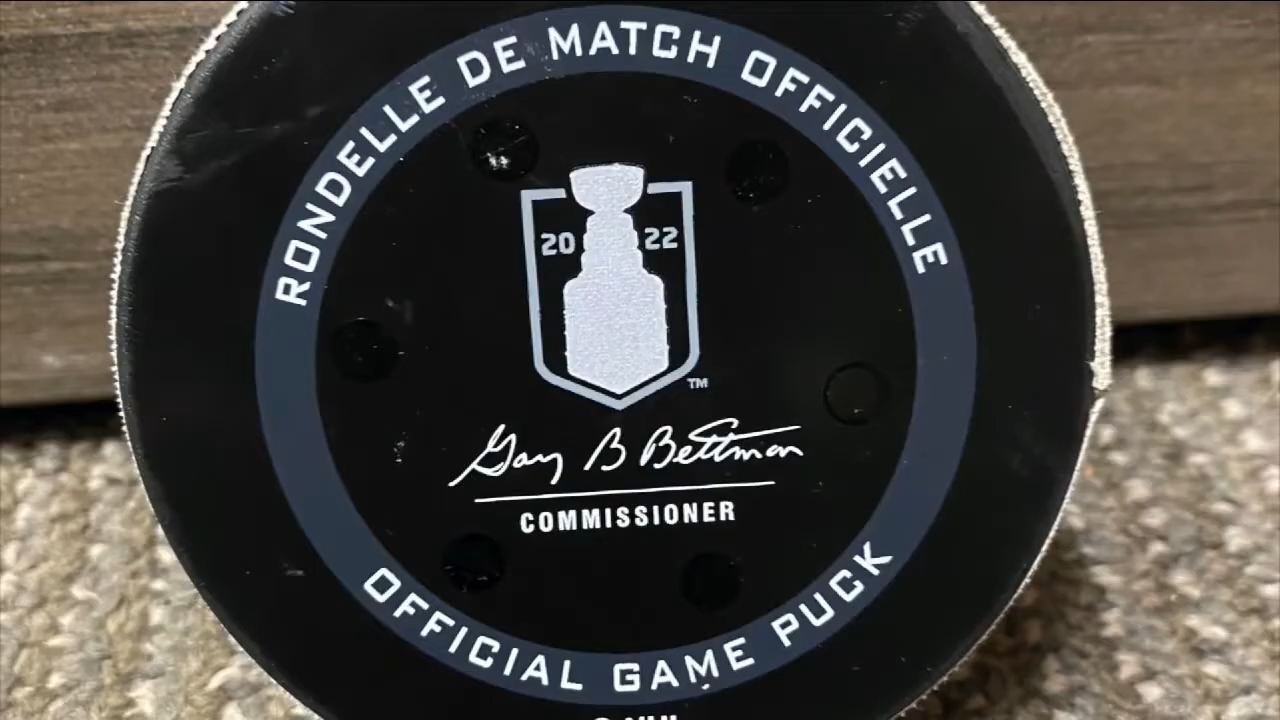 RONDELLE DE MATCH OFFICIELLE
20 22
TM
Gary B Bettman
COMMISSIONER
OFFICIAL GAME PUCK